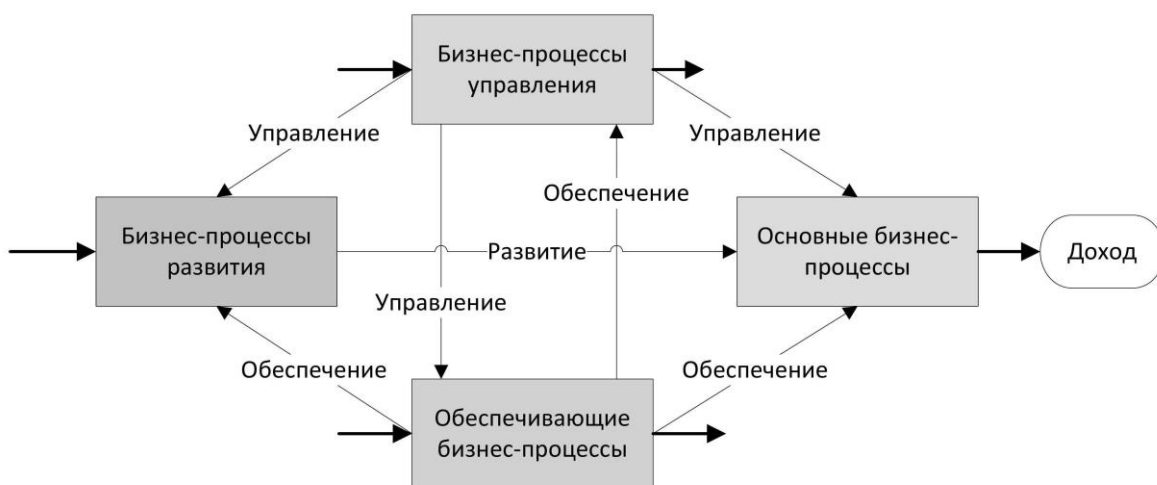 Бизнес-процессы
управления
Управление
Управление
Обеспечение
Бизнес-процессы
развития
Развитие
Основные бизнес-
процессы
Доход
Управление
Обеспечение
Обеспечение
Обеспечивающие
бизнес-процессы